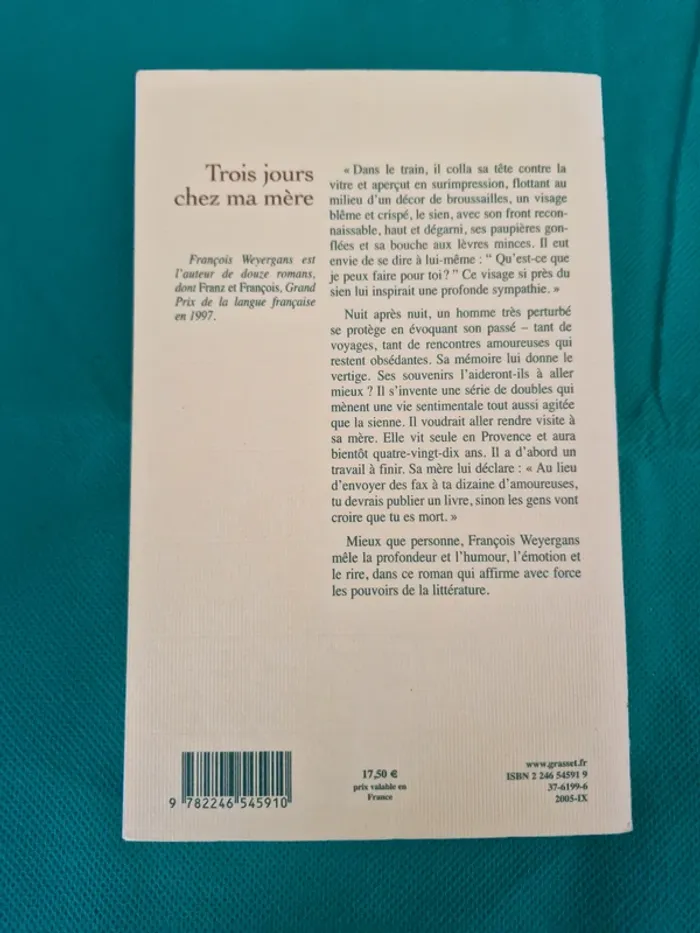 Trois jours
chez ma mère
François Weyergans est
l'auteur de douze romans,
dont Franz et François, Grand
Prix de la langue française
en 1997.
« Dans le train, il colla sa tête contre la
vitre et aperçut en surimpression, flottant au
milieu d'un décor de broussailles, un visage
blême et crispé, le sien, avec son front recon-
naissable, haut et dégarni, ses paupières gon-
flées et sa bouche aux lèvres minces. Il eut
envie de se dire à lui-même : “ Qu'est-ce que
je peux faire pour toi ? ” Ce visage si près du
sien lui inspirait une profonde sympathie. »
Nuit après nuit, un homme très perturbé
se protège en évoquant son passé – tant de
voyages, tant de rencontres amoureuses qui
restent obsédantes. Sa mémoire lui donne le
vertige. Ses souvenirs l'aideront-ils à aller
mieux ? Il s'invente une série de doubles qui
mènent une vie sentimentale tout aussi agitée
que la sienne. Il voudrait aller rendre visite à
sa mère. Elle vit seule en Provence et aura
bientôt quatre-vingt-dix ans. Il a d'abord un
travail à finir. Sa mère lui déclare : « Au lieu
d'envoyer des fax à ta dizaine d'amoureuses,
tu devrais publier un livre, sinon les gens vont
croire que tu es mort. »
Mieux que personne, François Weyergans
mêle la profondeur et l'humour, l'émotion et
le rire, dans ce roman qui affirme avec force
les pouvoirs de la littérature.
9 782246 545910
17,50 €
prix valable en
France
www.grasset.fr
ISBN 2 246 54591 9
37-6199-6
2005-IX